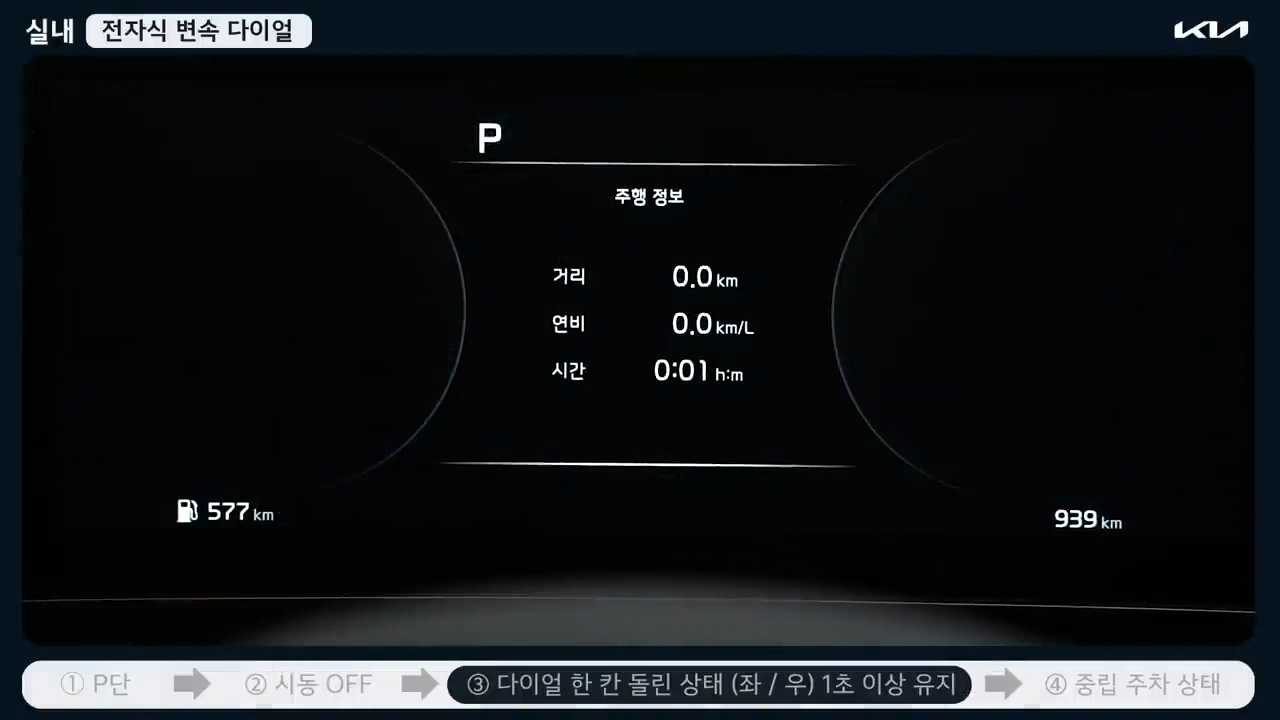 실내 전자식 변속 다이얼 KIA
P
주행 정보
거리 0.0 km
연비 0.0 km/L
시간 0:01 h:m
577 km 939 km
① P단 ② 시동 OFF ③ 다이얼 한 칸 돌린 상태 (좌 / 우) 1초 이상 유지 ④ 중립 주차 상태